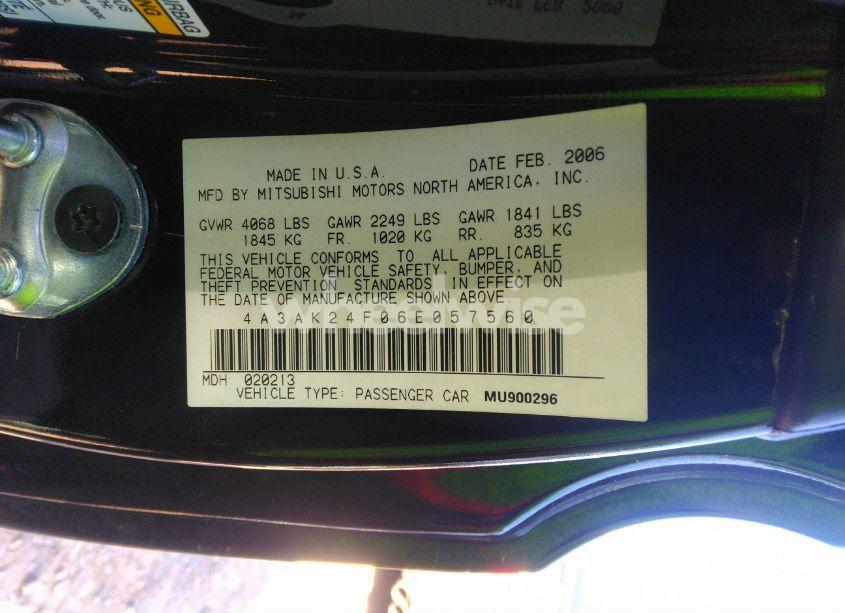 AIRBAG
MADE IN U.S.A. DATE FEB. 2006
MFD BY MITSUBISHI MOTORS NORTH AMERICA, INC.
GVWR 4068 LBS GAWR 2249 LBS GAWR 1841 LBS
1845 KG FR. 1020 KG RR. 835 KG
THIS VEHICLE CONFORMS TO ALL APPLICABLE
FEDERAL MOTOR VEHICLE SAFETY, BUMPER, AND
THEFT PREVENTION STANDARDS IN EFFECT ON
THE DATE OF MANUFACTURE SHOWN ABOVE.
wheelwise
4A3AK24F06E057560
MDH 020213
VEHICLE TYPE: PASSENGER CAR MU900296